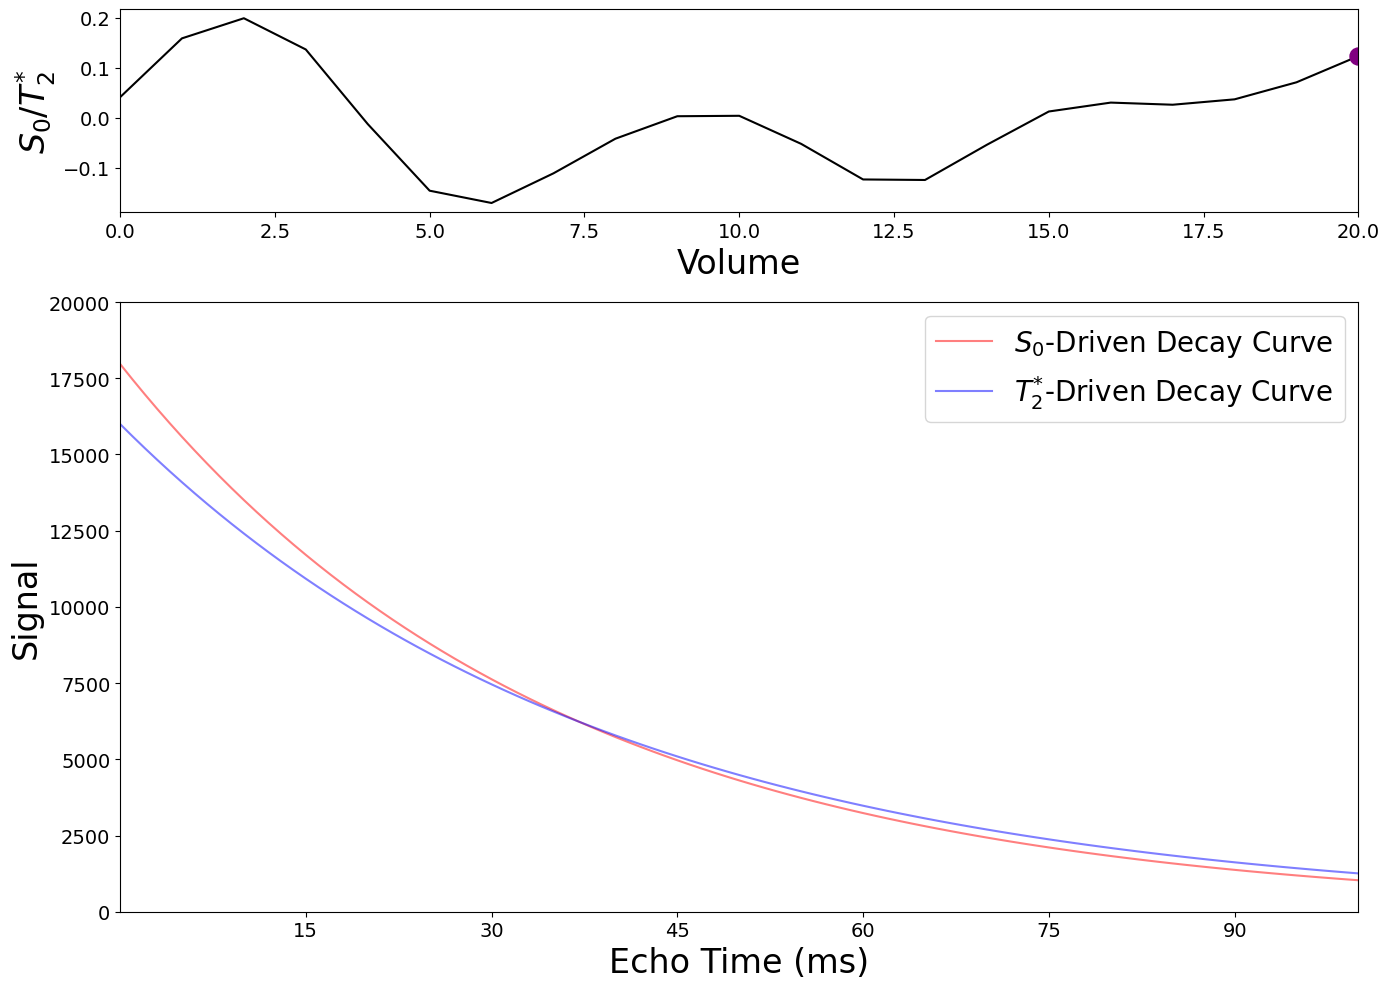 0.2
0.1
0.0
−0.1
S₀/T₂*
0.0 2.5 5.0 7.5 10.0 12.5 15.0 17.5 20.0
Volume
20000
17500
15000
12500
10000
7500
5000
2500
0
Signal
S₀-Driven Decay Curve
T₂*-Driven Decay Curve
15 30 45 60 75 90
Echo Time (ms)